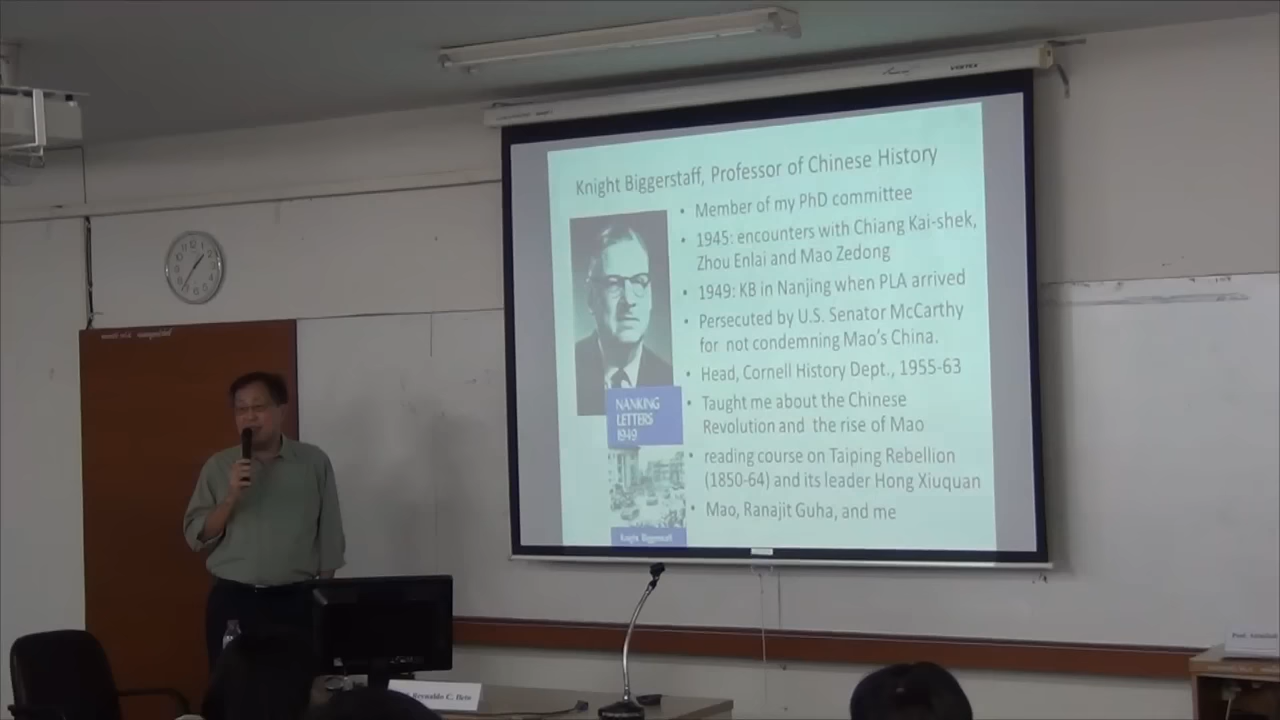 Knight Biggerstaff, Professor of Chinese History
• Member of my PhD committee
• 1945: encounters with Chiang Kai-shek,
Zhou Enlai and Mao Zedong
• 1949: KB in Nanjing when PLA arrived
• Persecuted by U.S. Senator McCarthy
for not condemning Mao's China.
• Head, Cornell History Dept., 1955-63
• Taught me about the Chinese
Revolution and the rise of Mao
• reading course on Taiping Rebellion
(1850-64) and its leader Hong Xiuquan
• Mao, Ranajit Guha, and me
NANKING
LETTERS
1949
Knight Biggerstaff
VERTEX
Reynaldo C. Ileto
Prof.